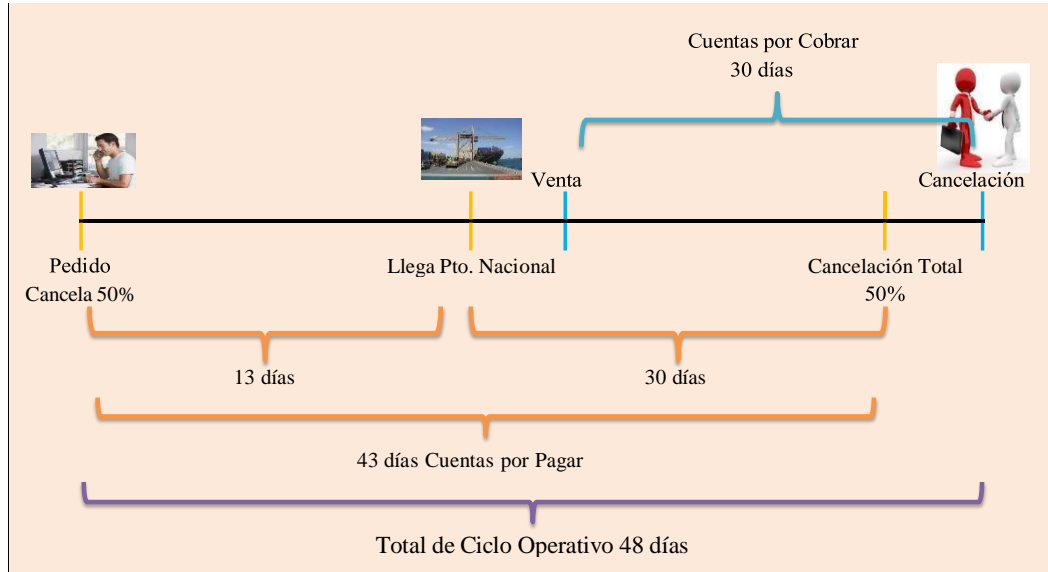 Cuentas por Cobrar
30 días
Venta
Cancelación
Pedido
Cancela 50%
Llega Pto. Nacional
Cancelación Total
50%
13 días
30 días
43 días Cuentas por Pagar
Total de Ciclo Operativo 48 días